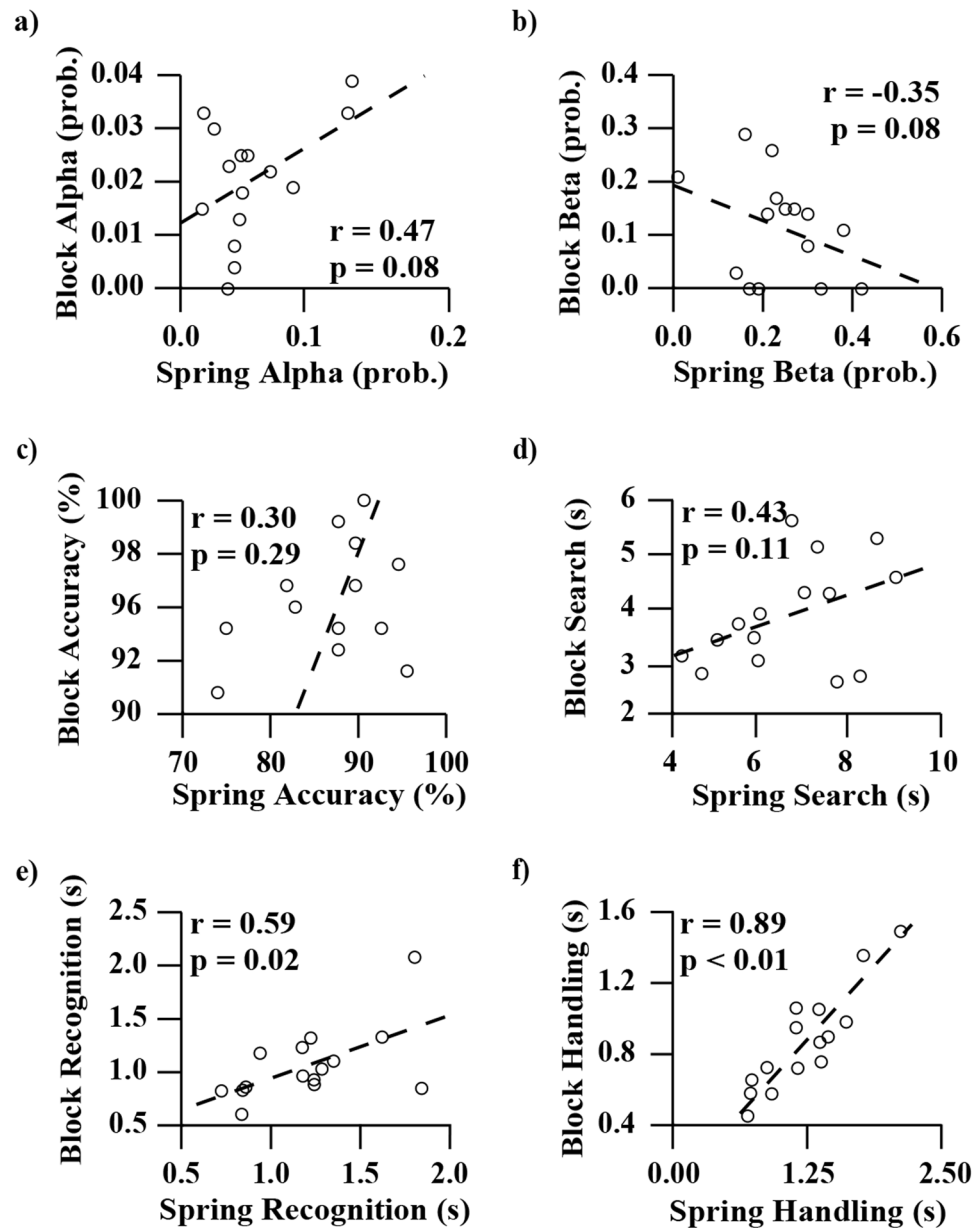 a)
Block Alpha (prob.)
0.04
0.03
0.02
0.01
0.00
r = 0.47
p = 0.08
0.0 0.1 0.2
Spring Alpha (prob.)
b)
Block Beta (prob.)
0.4
0.3
0.2
0.1
0.0
r = -0.35
p = 0.08
0.0 0.2 0.4 0.6
Spring Beta (prob.)
c)
Block Accuracy (%)
100
98
96
92
90
r = 0.30
p = 0.29
70 80 90 100
Spring Accuracy (%)
d)
Block Search (s)
6
5
4
3
2
r = 0.43
p = 0.11
4 6 8 10
Spring Search (s)
e)
Block Recognition (s)
2.5
2.0
1.5
1.0
0.5
r = 0.59
p = 0.02
0.5 1.0 1.5 2.0
Spring Recognition (s)
f)
Block Handling (s)
1.6
1.2
0.8
0.4
r = 0.89
p < 0.01
0.00 1.25 2.50
Spring Handling (s)